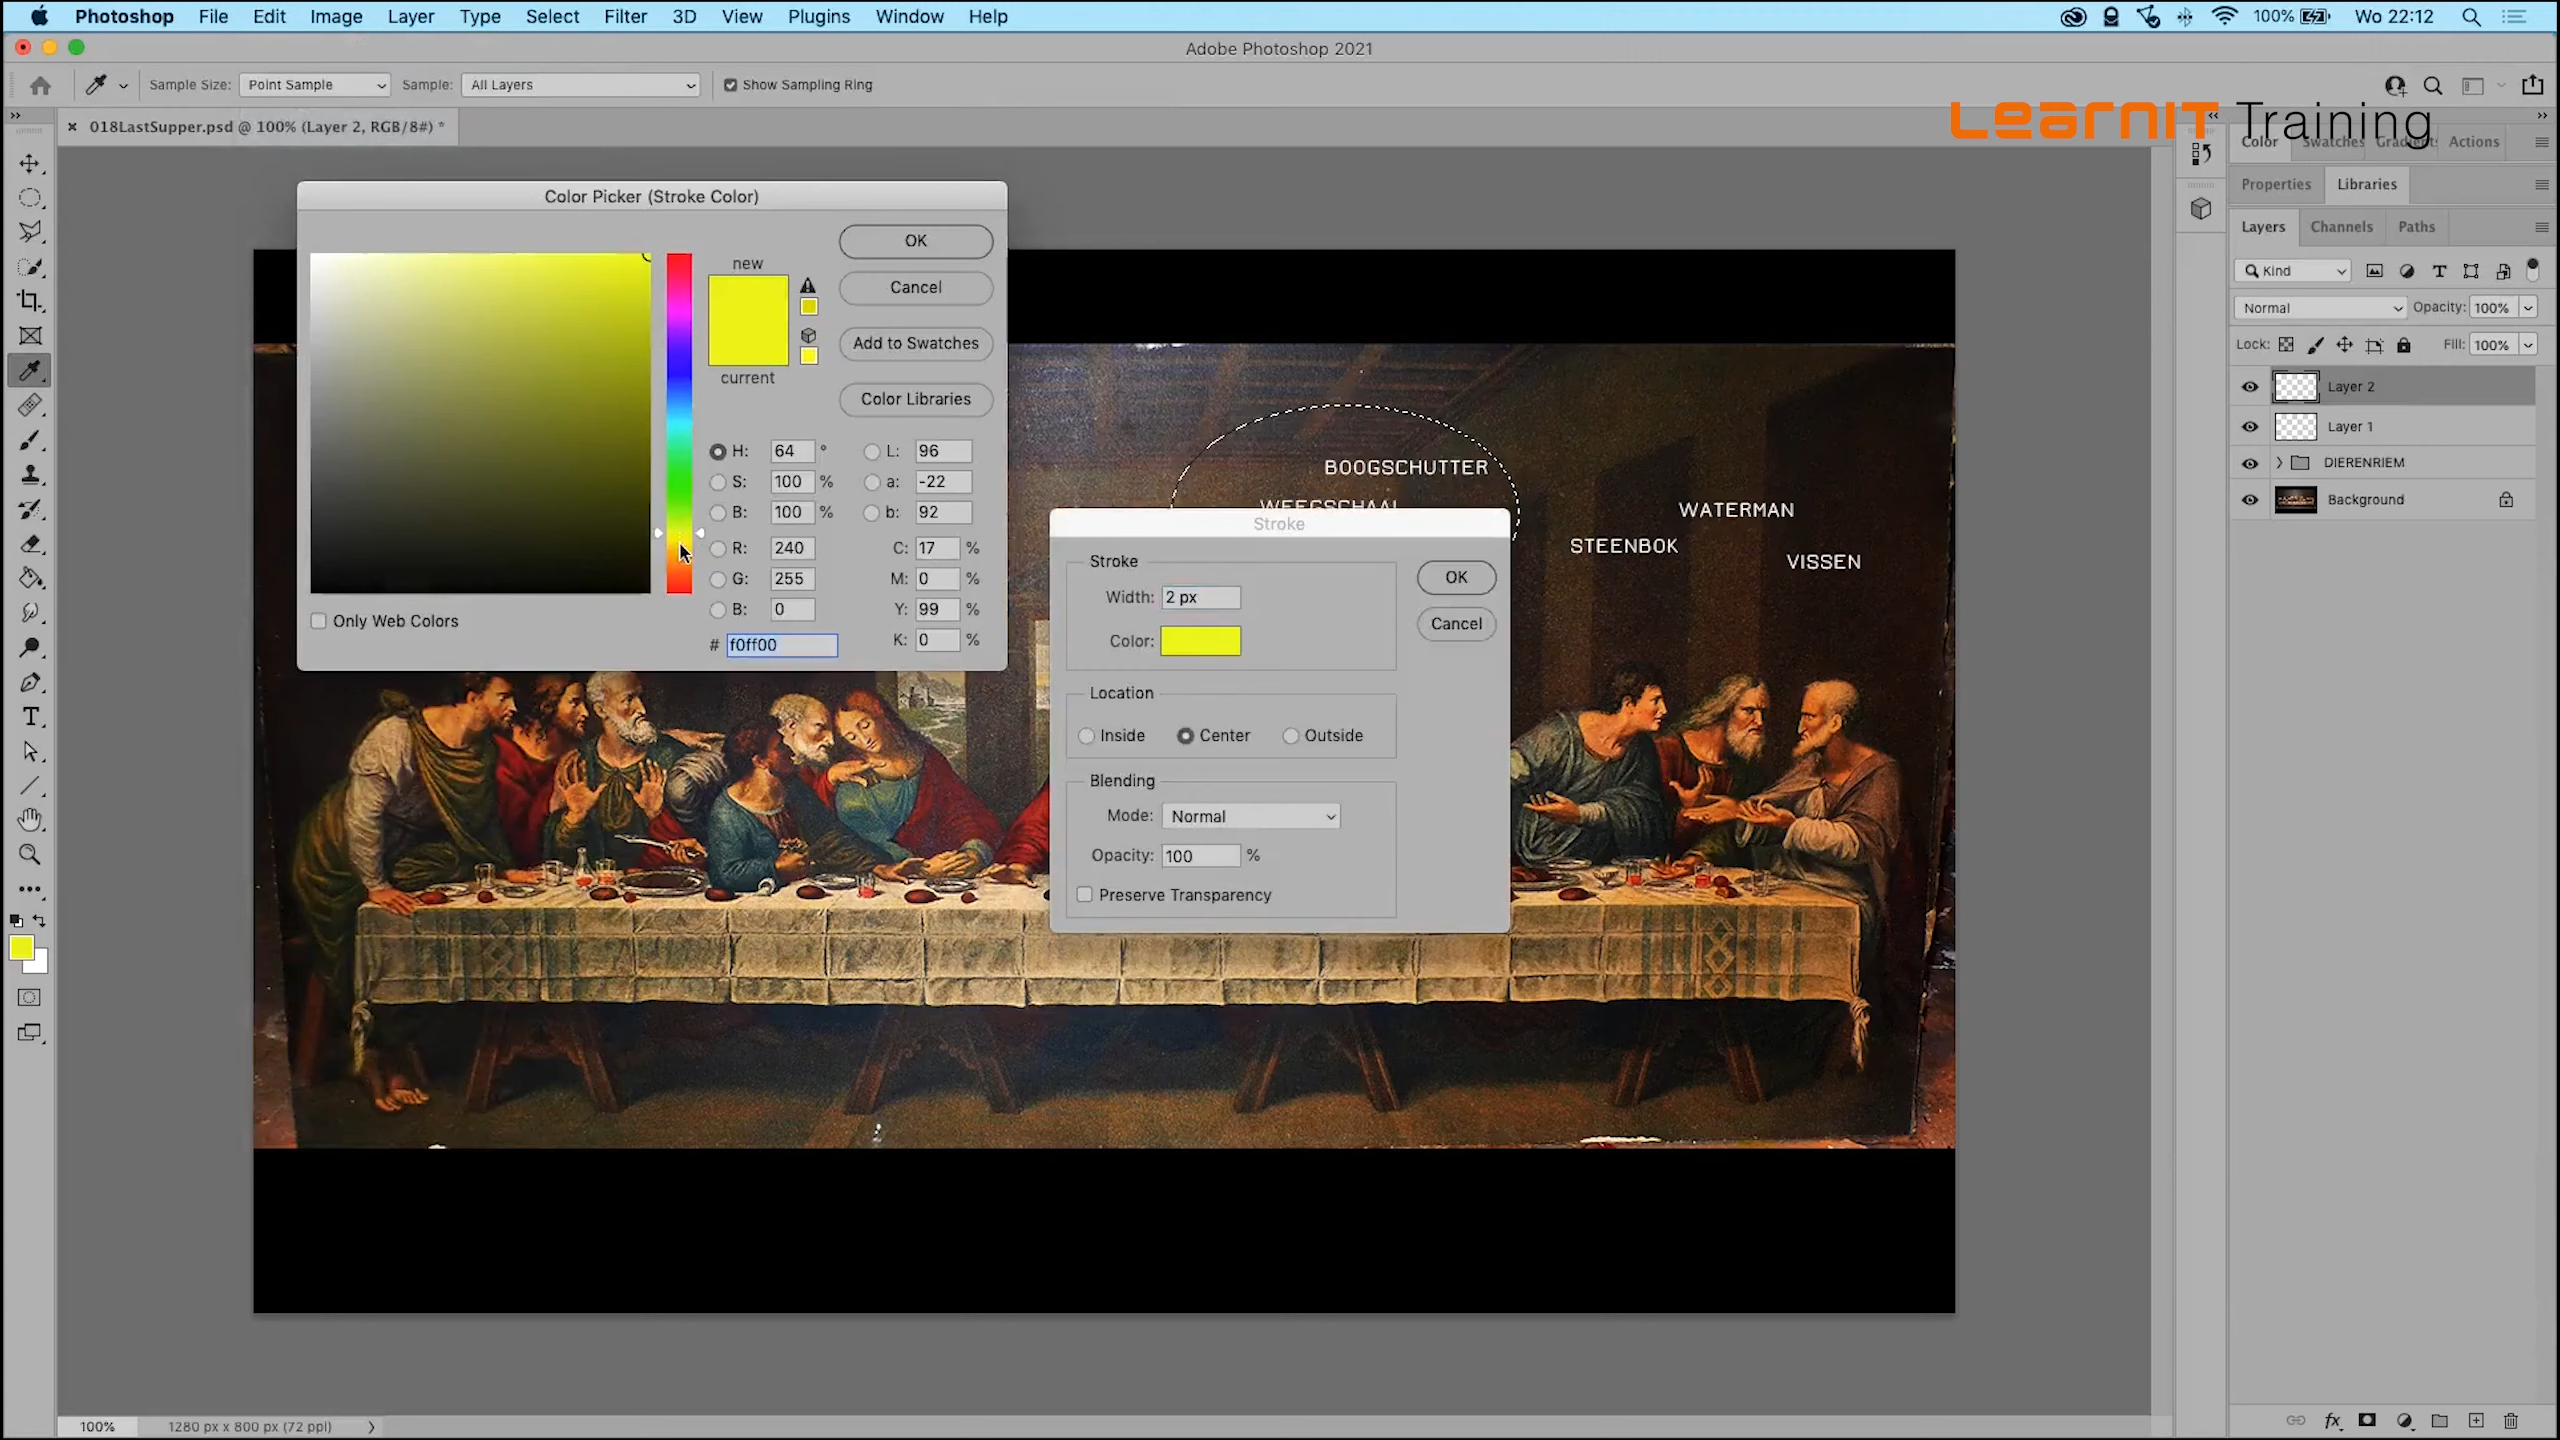 Photoshop File Edit Image Layer Type Select Filter 3D View Plugins Window Help 100% Wo 22:12
Adobe Photoshop 2021
Sample Size: Point Sample Sample: All Layers Show Sampling Ring
LearnIT Training
018LastSupper.psd @ 100% (Layer 2, RGB/8#) *
Color Swatches Gradients Actions
Properties Libraries
Layers Channels Paths
Kind
Normal Opacity: 100%
Lock: Fill: 100%
Layer 2
Layer 1
DIERENRIEM
Background
Color Picker (Stroke Color)
new
current
OK
Cancel
Add to Swatches
Color Libraries
H: 64 °
S: 100 %
B: 100 %
R: 240
G: 255
B: 0
# f0ff00
L: 96
a: -22
b: 92
C: 17 %
M: 0 %
Y: 99 %
K: 0 %
Only Web Colors
BOOGSCHUTTER
WEEGSCHAAL
WATERMAN
STEENBOK
VISSEN
Stroke
Stroke
Width: 2 px
Color:
OK
Cancel
Location
Inside Center Outside
Blending
Mode: Normal
Opacity: 100 %
Preserve Transparency
100% 1280 px x 800 px (72 ppi)
fx